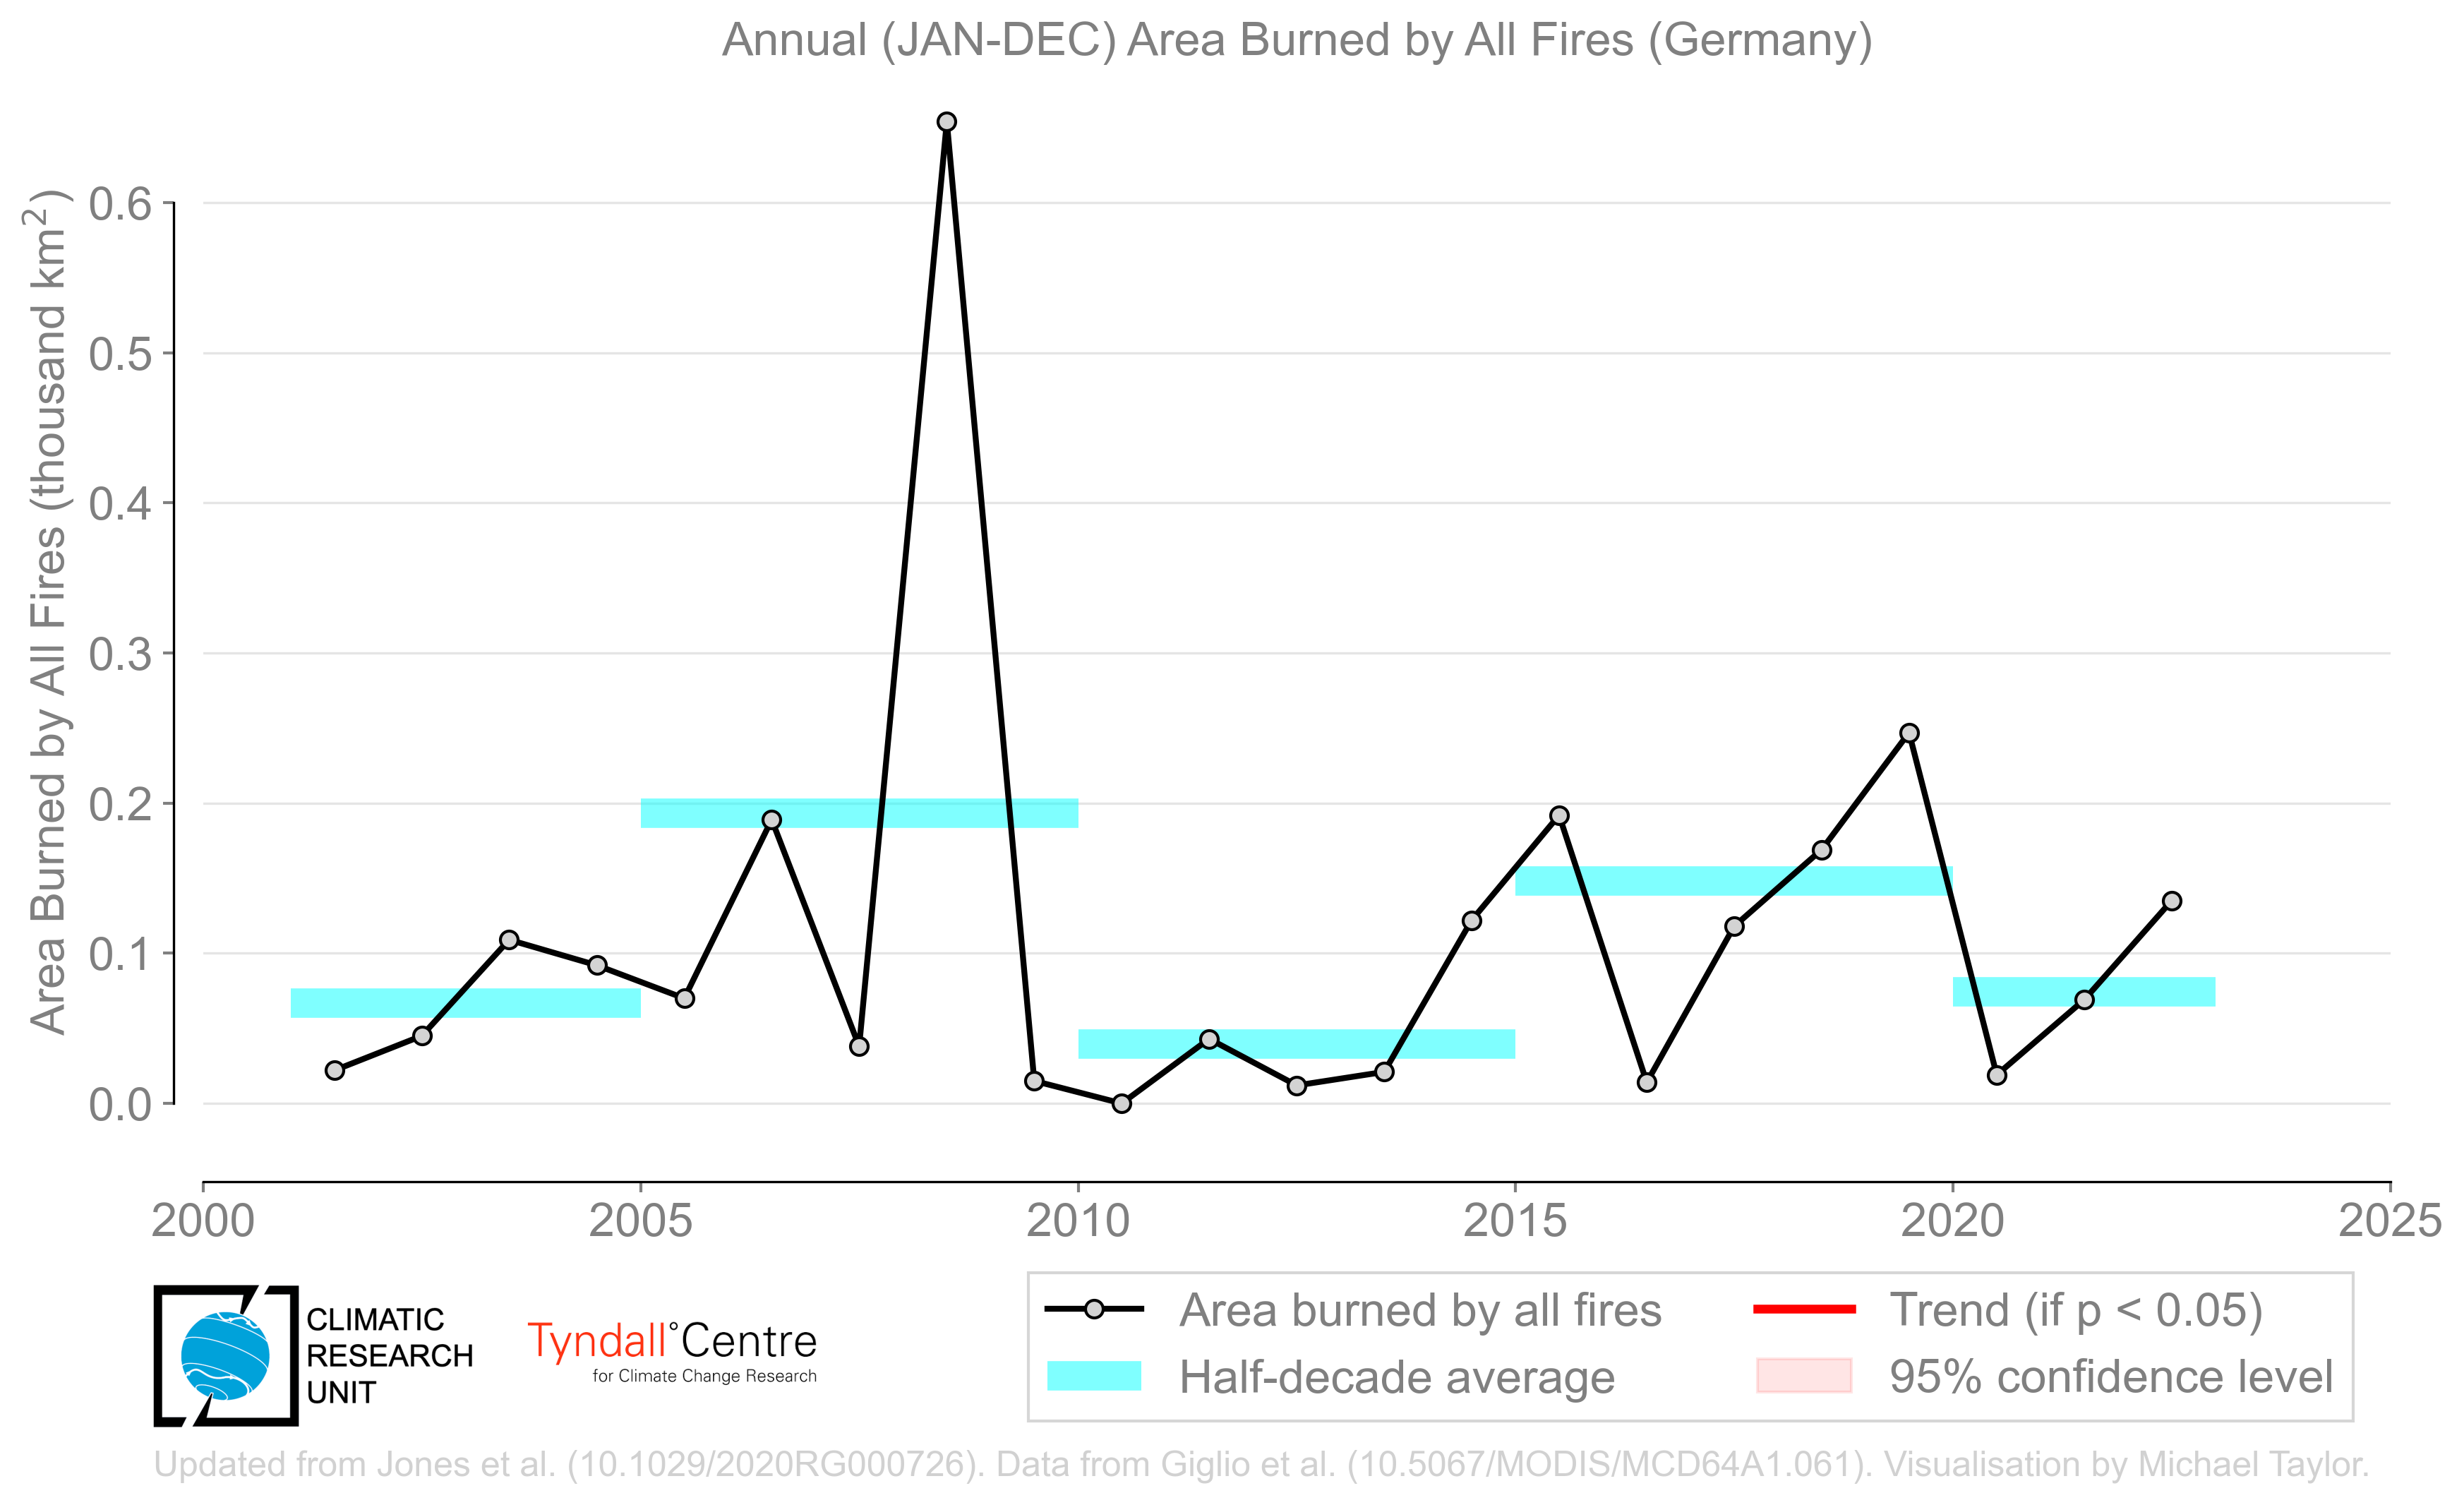 Annual (JAN-DEC) Area Burned by All Fires (Germany)
Area Burned by All Fires (thousand km²)
0.6
0.5
0.4
0.3
0.2
0.1
0.0
2000 2005 2010 2015 2020 2025
CLIMATIC
RESEARCH
UNIT
Tyndall°Centre
for Climate Change Research
Area burned by all fires
Half-decade average
Trend (if p < 0.05)
95% confidence level
Updated from Jones et al. (10.1029/2020RG000726). Data from Giglio et al. (10.5067/MODIS/MCD64A1.061). Visualisation by Michael Taylor.